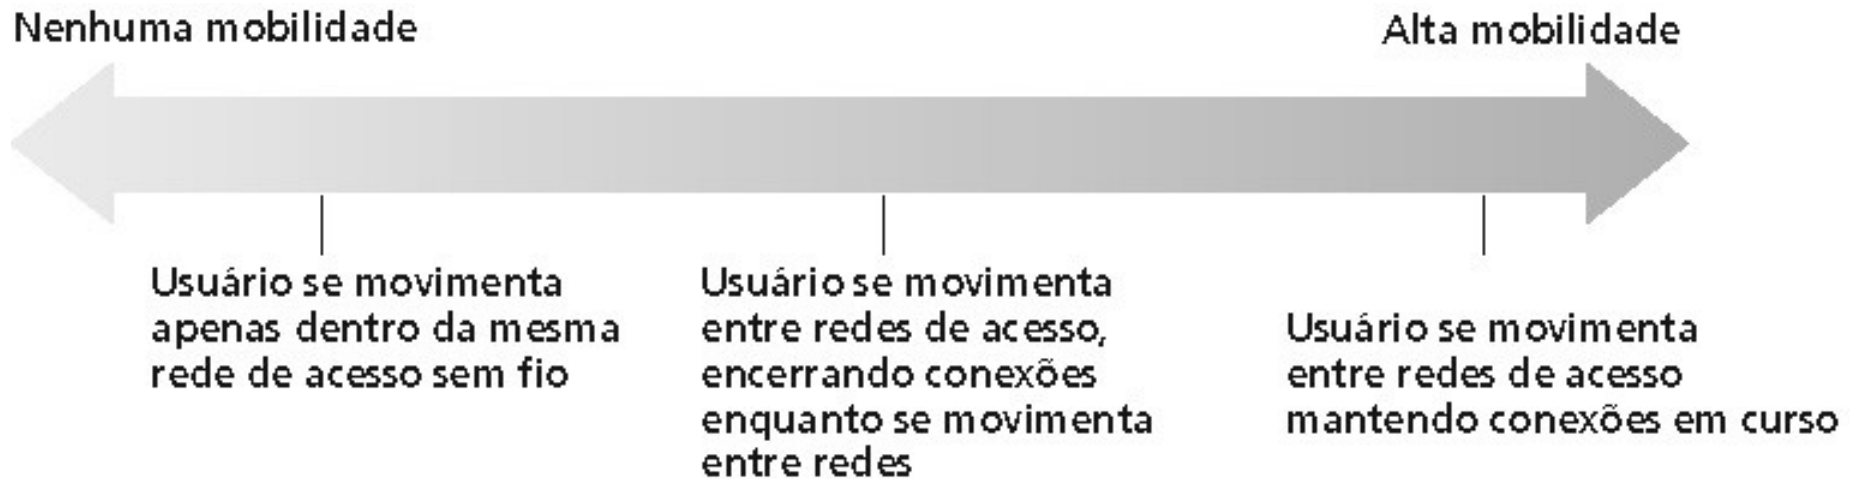 Nenhuma mobilidade
Alta mobilidade
Usuário se movimenta
apenas dentro da mesma
rede de acesso sem fio
Usuário se movimenta
entre redes de acesso,
encerrando conexões
enquanto se movimenta
entre redes
Usuário se movimenta
entre redes de acesso
mantendo conexões em curso